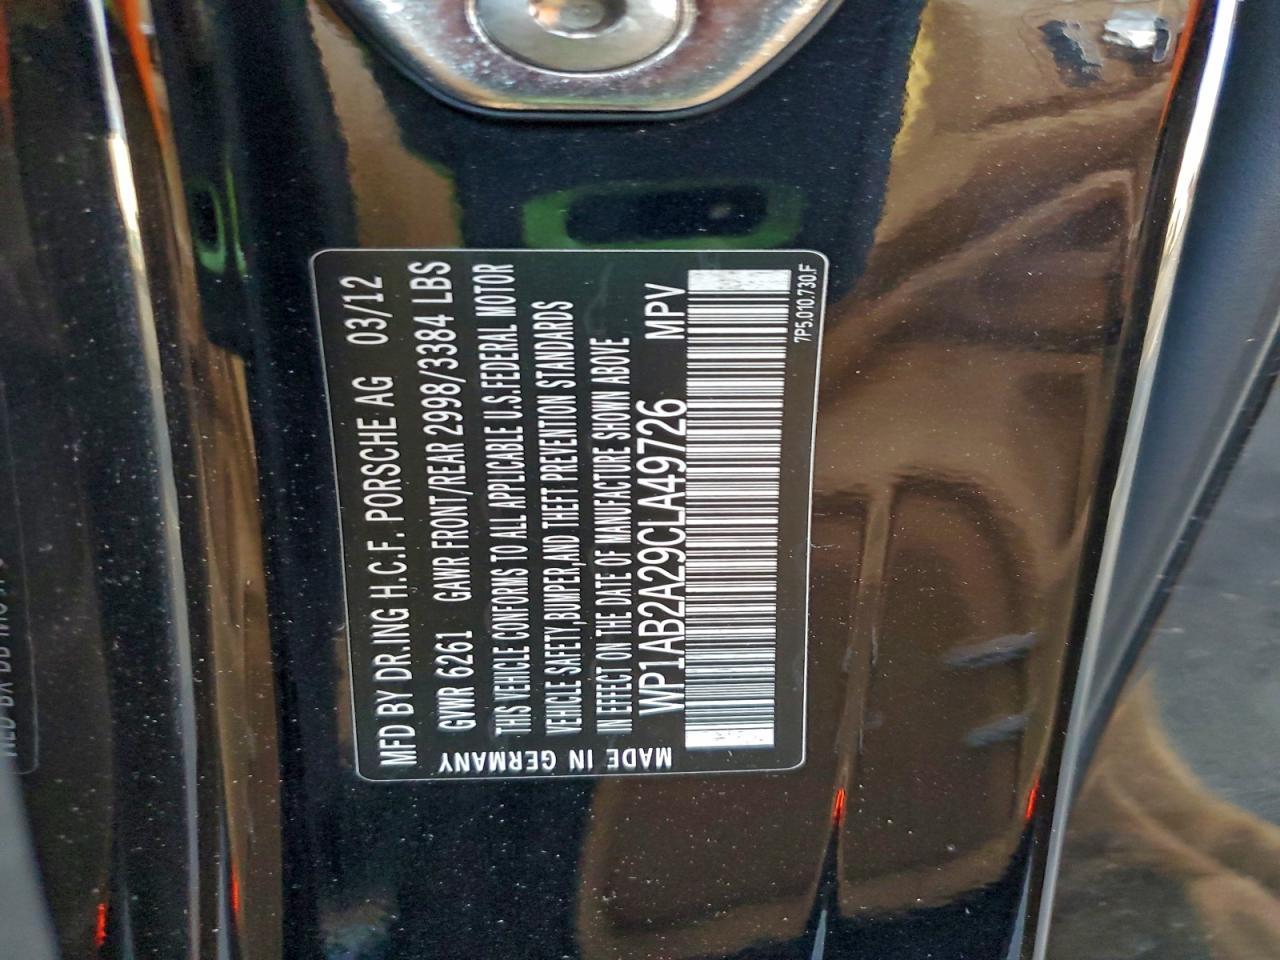 MFD BY DR.ING H.C.F. PORSCHE AG 03/12
GVWR 6261 GAWR FRONT/REAR 2998/3384 LBS
THIS VEHICLE CONFORMS TO ALL APPLICABLE U.S.FEDERAL MOTOR
VEHICLE SAFETY,BUMPER,AND THEFT PREVENTION STANDARDS
IN EFFECT ON THE DATE OF MANUFACTURE SHOWN ABOVE
WP1AB2A29CLA49726 MPV
7P5.010.730.F
MADE IN GERMANY